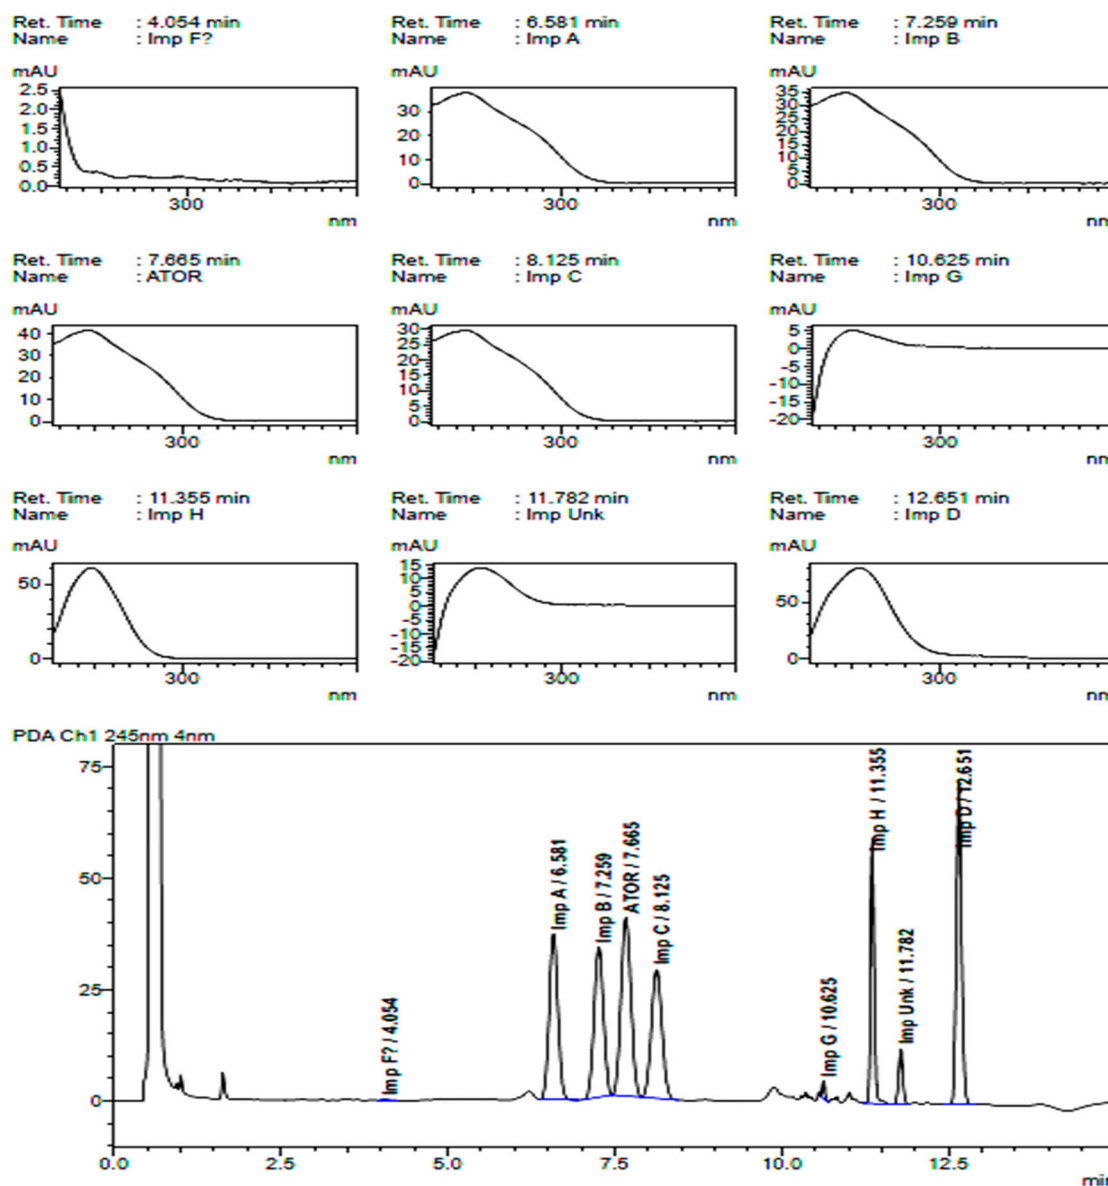 Ret. Time : 4.054 min
Name : Imp F?
mAU
2.5
2.0
1.5
1.0
0.5
0.0
300
nm
Ret. Time : 6.581 min
Name : Imp A
mAU
30
20
10
0
300
nm
Ret. Time : 7.259 min
Name : Imp B
mAU
35
30
25
20
15
10
5
0
300
nm
Ret. Time : 7.665 min
Name : ATOR
mAU
40
30
20
10
0
300
nm
Ret. Time : 8.125 min
Name : Imp C
mAU
30
25
20
15
10
5
0
300
nm
Ret. Time : 10.625 min
Name : Imp G
mAU
5
0
-5
-10
-15
-20
300
nm
Ret. Time : 11.355 min
Name : Imp H
mAU
50
0
300
nm
Ret. Time : 11.782 min
Name : Imp Unk
mAU
15
10
5
0
-5
-10
-15
-20
300
nm
Ret. Time : 12.651 min
Name : Imp D
mAU
50
0
300
nm
PDA Ch1 245nm 4nm
75
50
25
0
Imp F? / 4.054
Imp A / 6.581
Imp B / 7.259
ATOR / 7.665
Imp C / 8.125
Imp G / 10.625
Imp H / 11.355
Imp Unk / 11.782
Imp D / 12.651
0.0
2.5
5.0
7.5
10.0
12.5
min